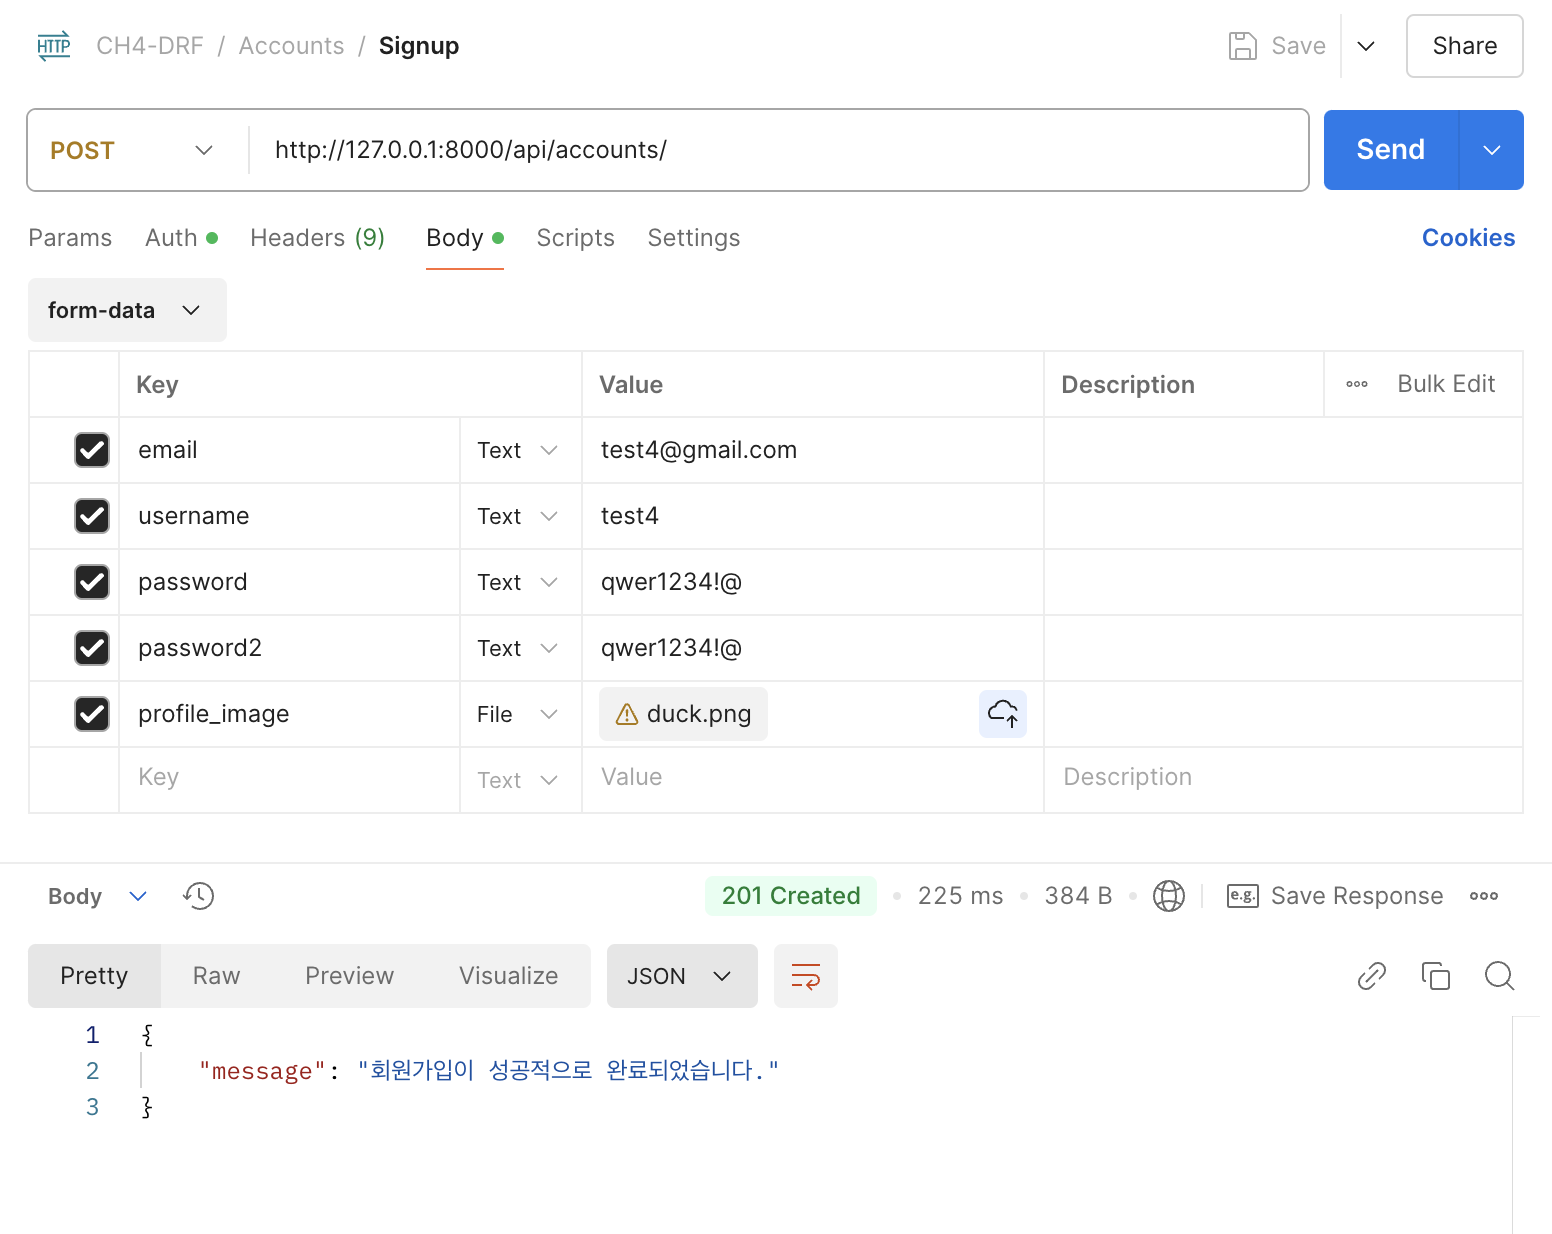 HTTP CH4-DRF / Accounts / Signup Save Share
POST http://127.0.0.1:8000/api/accounts/ Send
Params Auth Headers (9) Body Scripts Settings Cookies
form-data
Key Value Description Bulk Edit
email Text test4@gmail.com
username Text test4
password Text qwer1234!@
password2 Text qwer1234!@
profile_image File duck.png
Key Text Value Description
Body 201 Created 225 ms 384 B e.g. Save Response
Pretty Raw Preview Visualize JSON
1 {
2 "message": "회원가입이 성공적으로 완료되었습니다."
3 }